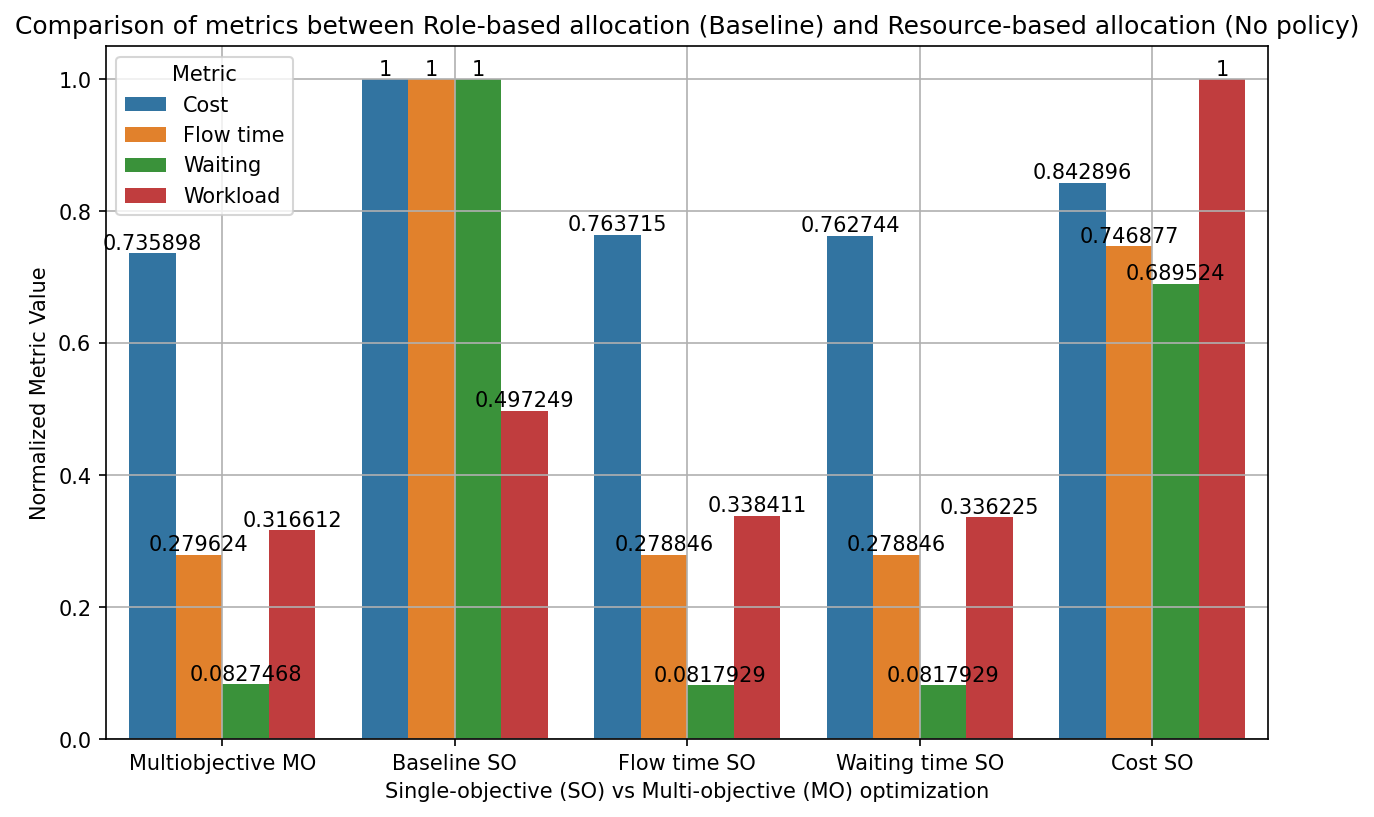 Comparison of metrics between Role-based allocation (Baseline) and Resource-based allocation (No policy)
Metric
Cost
Flow time
Waiting
Workload
Normalized Metric Value
1.0
0.8
0.6
0.4
0.2
0.0
0.735898
0.279624
0.0827468
0.316612
1
1
1
0.497249
0.763715
0.278846
0.0817929
0.338411
0.762744
0.278846
0.0817929
0.336225
0.842896
0.746877
0.689524
1
Multiobjective MO
Baseline SO
Flow time SO
Waiting time SO
Cost SO
Single-objective (SO) vs Multi-objective (MO) optimization